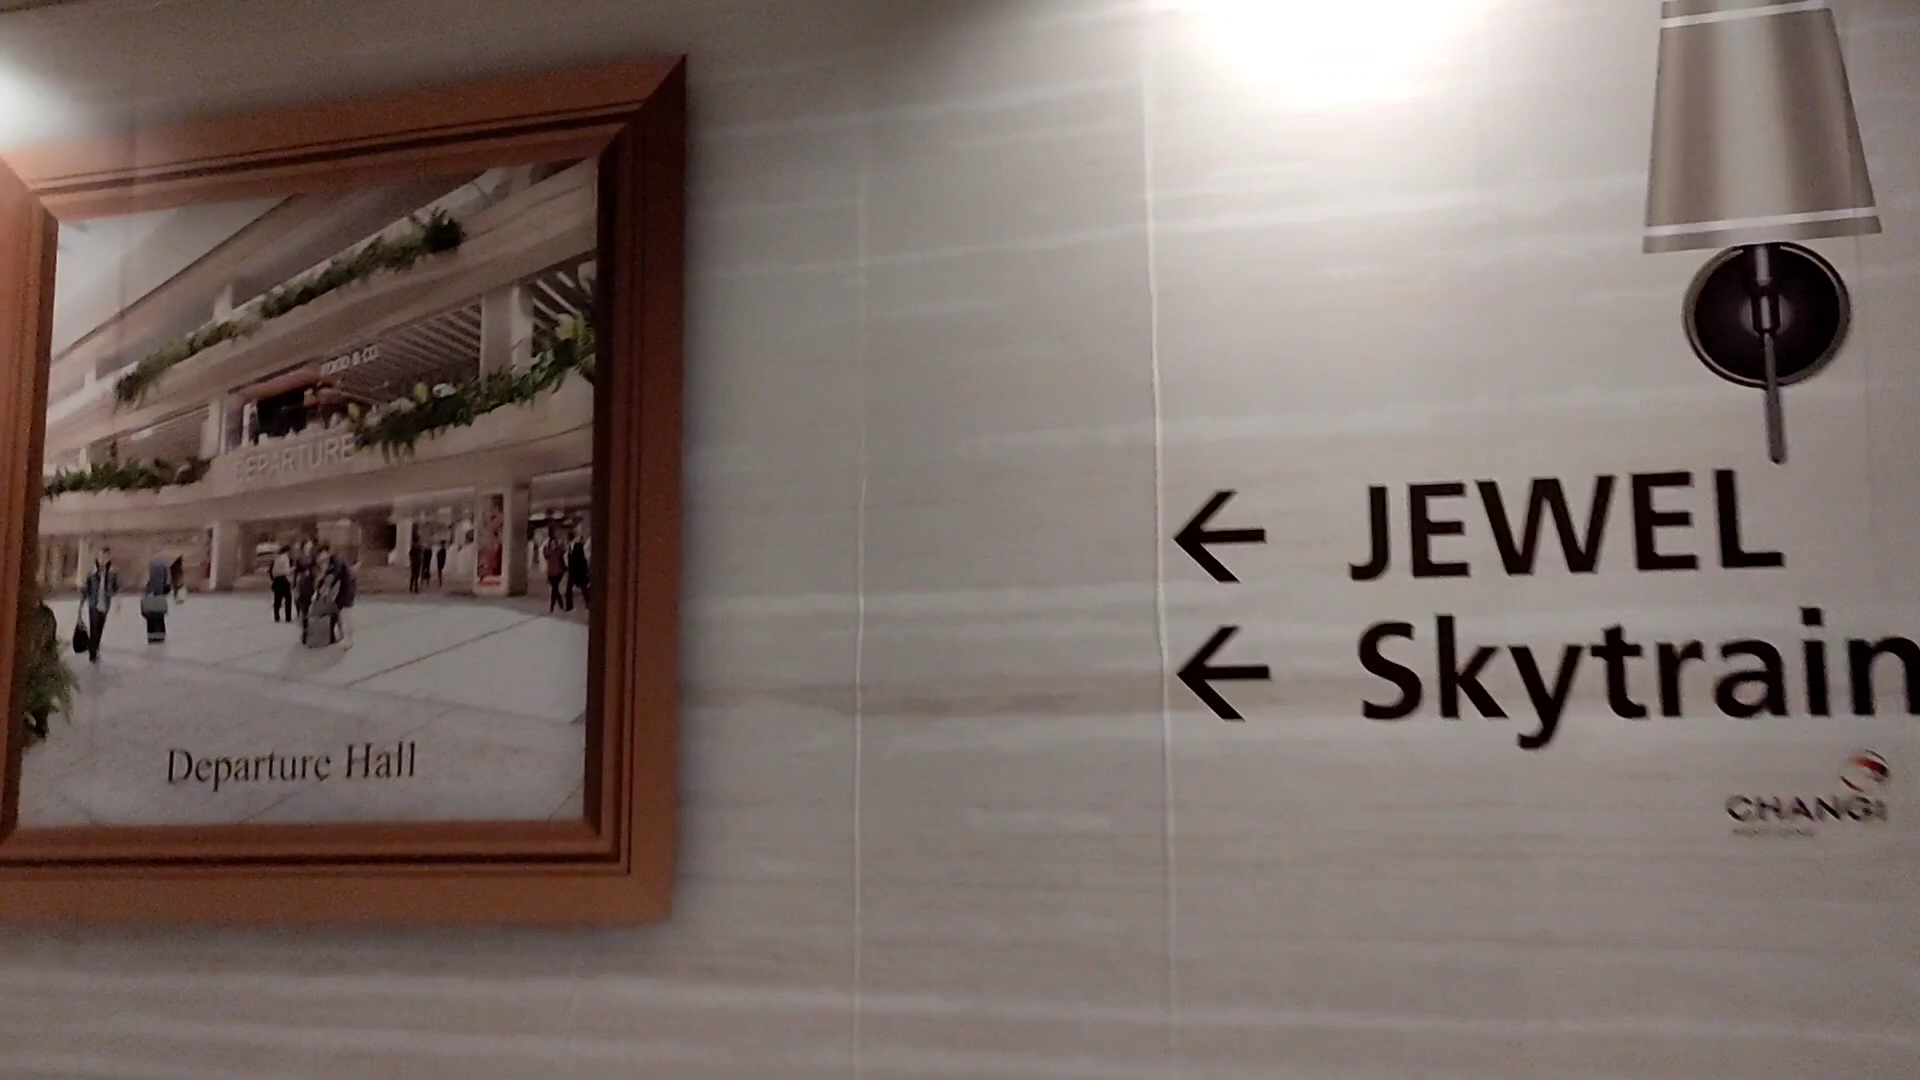 FOOD & CO
DEPARTURE
Departure Hall
← JEWEL
← Skytrain
CHANGI